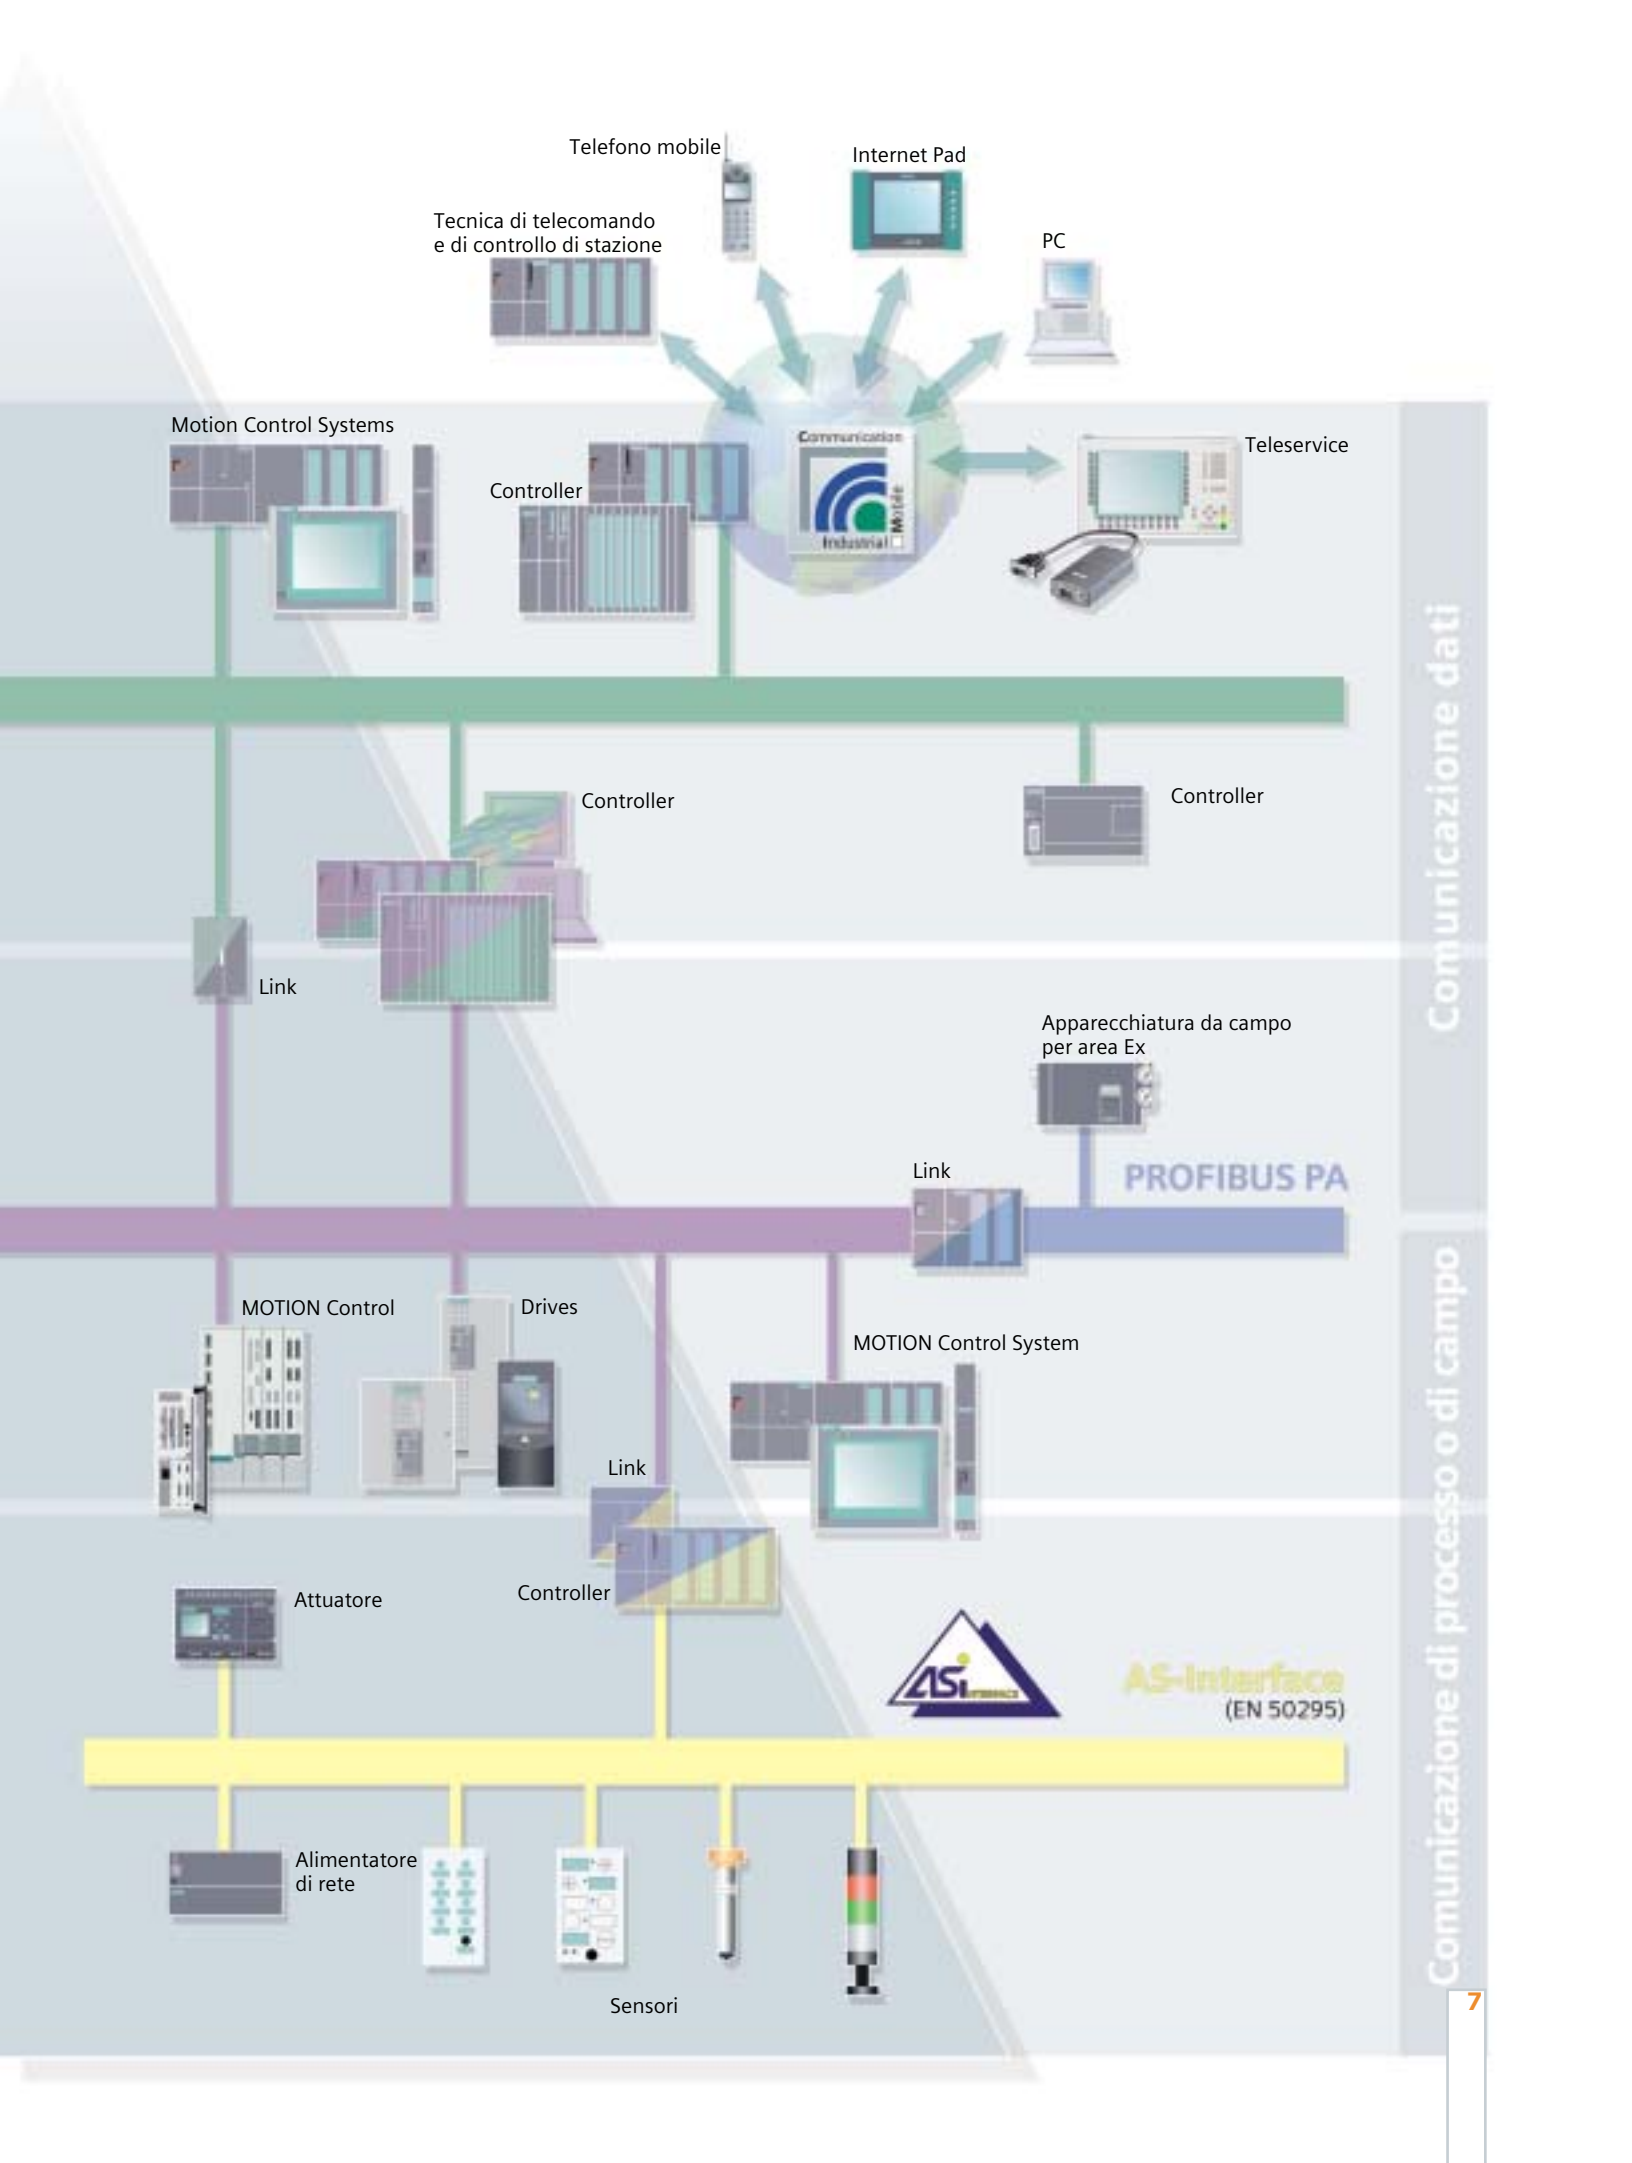 Telefono mobile
Internet Pad
Tecnica di telecomando
e di controllo di stazione
PC
Motion Control Systems
Communication
Mobile
Industrial
Teleservice
Controller
Comunicazione dati
Controller
Controller
Link
Apparecchiatura da campo
per area Ex
Link
PROFIBUS PA
MOTION Control
Drives
MOTION Control System
Link
Controller
Attuatore
Comunicazione di processo o di campo
ASi
INTERFACE
AS-Interface
(EN 50295)
Alimentatore
di rete
Sensori
7